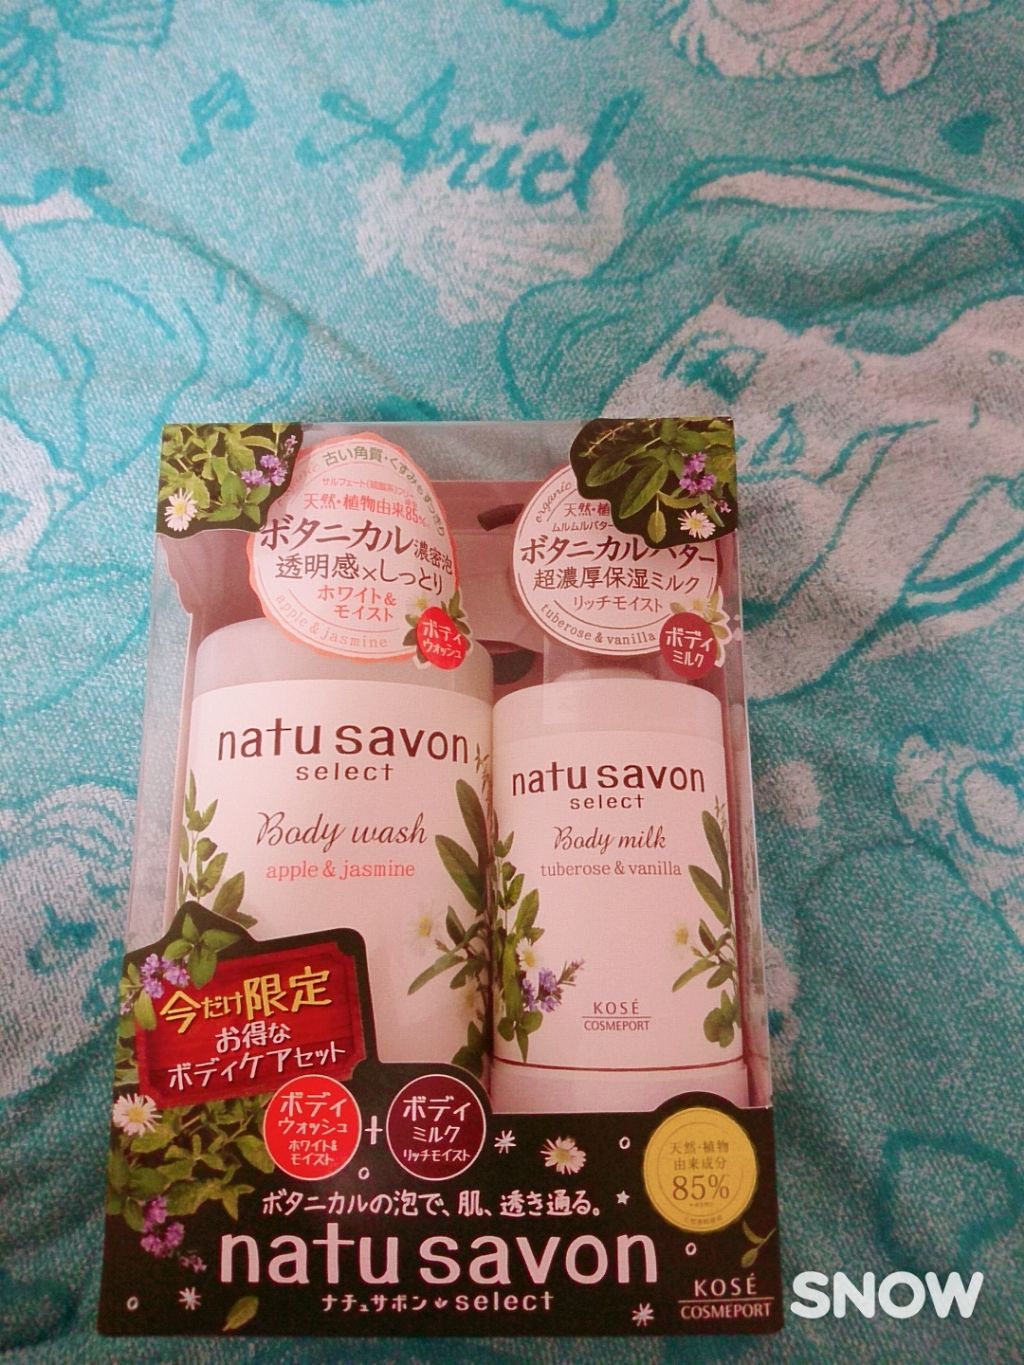 Ariel
古い角質・くすみもすっきり
サルフェート(硫酸系)フリー
天然・植物由来85%
ボタニカル濃密泡
透明感×しっとり
ホワイト&
モイスト
apple & jasmine
ボディ
ウォッシュ
organic
天然・植
ムルムルバター
ボタニカルバター
超濃厚保湿ミルク
リッチモイスト
tuberose & vanilla
ボディ
ミルク
natu savon
select
Body wash
apple & jasmine
natu savon
select
Body milk
tuberose & vanilla
KOSÉ
COSMEPORT
今だけ限定
お得な
ボディケアセット
ボディ
ウォッシュ
ホワイト&
モイスト
+
ボディ
ミルク
リッチモイスト
天然・植物
由来成分
85%
ボタニカルの泡で、肌、透き通る。
natu savon
ナチュサボン select
KOSÉ
COSMEPORT
SNOW